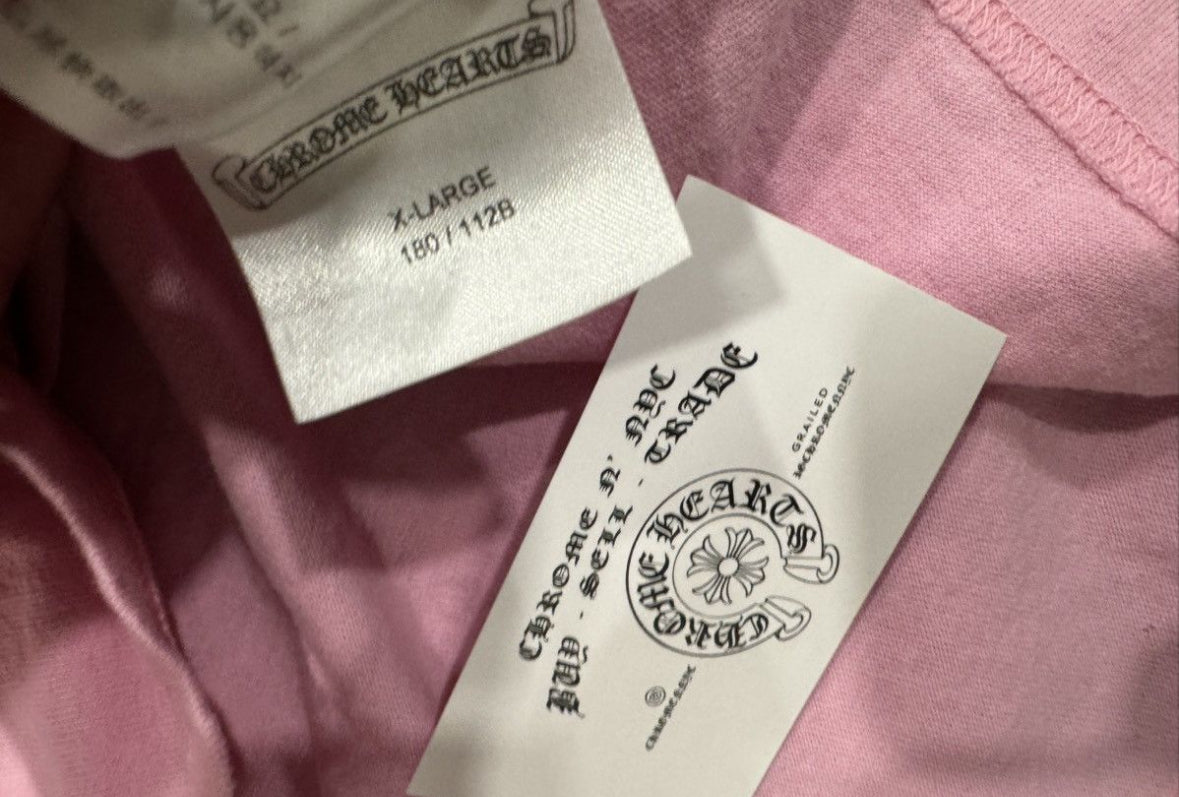 CHROME HEARTS
X-LARGE
180 / 112B
CHROME N' NYC
BUY - SELL - TRADE
GRAILED
CHROME HEARTS
@